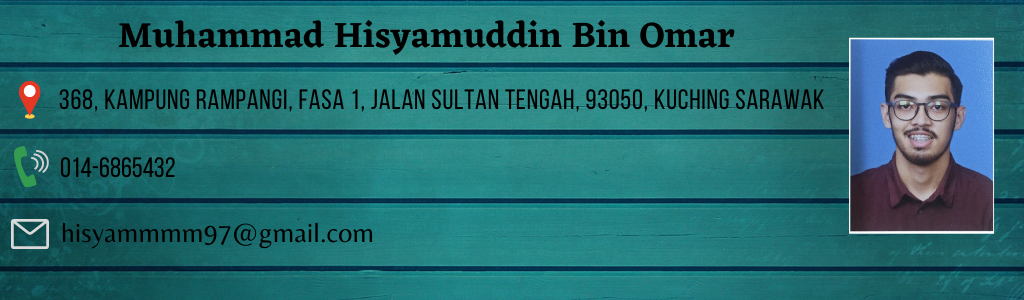 Muhammad Hisyamuddin Bin Omar
368, KAMPUNG RAMPANGI, FASA 1, JALAN SULTAN TENGAH, 93050, KUCHING SARAWAK
014-6865432
hisyammmm97@gmail.com